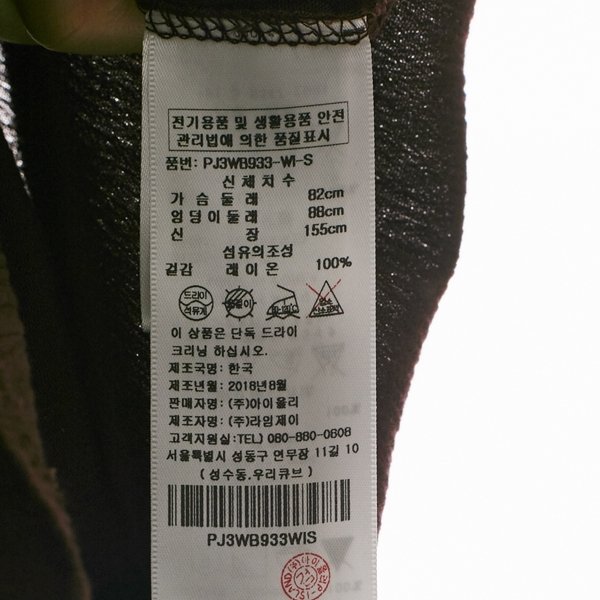 전기용품 및 생활용품 안전
관리법에 의한 품질표시
품번: PJ3WB933-WI-S
신체치수
가슴둘레 82cm
엉덩이둘레 88cm
신장 155cm
섬유의조성
겉감 레이온 100%
드라이
석유계
이 상품은 단독 드라이
크리닝 하십시오.
제조국명: 한국
제조년월: 2018년8월
판매자명: (주)아이올리
제조자명: (주)라임제이
고객지원실:TEL) 080-880-0608
서울특별시 성동구 연무장 11길 10
(성수동,우리큐브)
PJ3WB933WIS